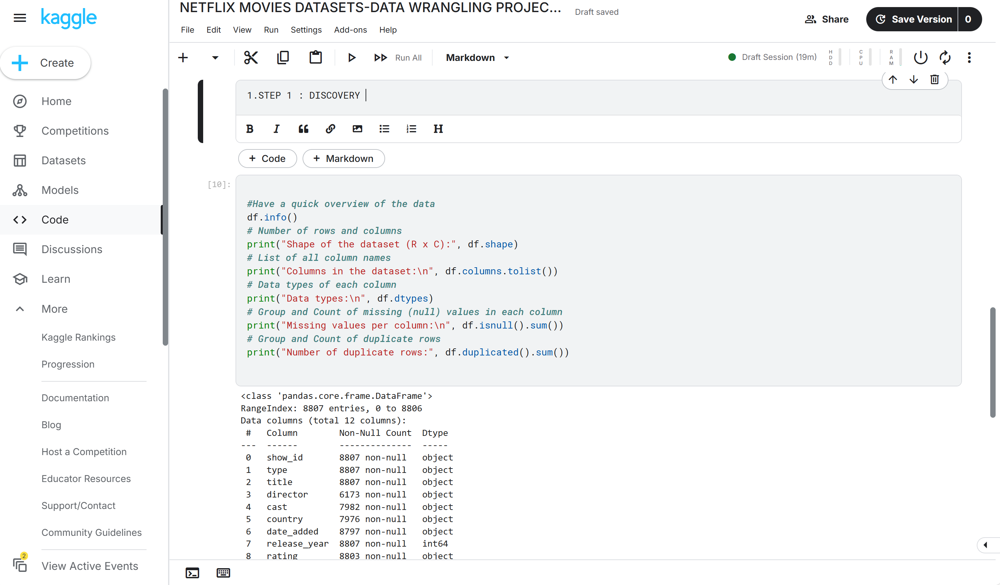 kaggle
Create
Home
Competitions
Datasets
Models
Code
Discussions
Learn
More
Kaggle Rankings
Progression
Documentation
Blog
Host a Competition
Educator Resources
Support/Contact
Community Guidelines
2
View Active Events
NETFLIX MOVIES DATASETS-DATA WRANGLING PROJEC...
Draft saved
File Edit View Run Settings Add-ons Help
Share
Save Version 0
Run All
Markdown
Draft Session (19m)
HDD
CPU
RAM
1.STEP 1 : DISCOVERY
B I H
+ Code + Markdown
[10]:
#Have a quick overview of the data
df.info()
# Number of rows and columns
print("Shape of the dataset (R x C):", df.shape)
# List of all column names
print("Columns in the dataset:\n", df.columns.tolist())
# Data types of each column
print("Data types:\n", df.dtypes)
# Group and Count of missing (null) values in each column
print("Missing values per column:\n", df.isnull().sum())
# Group and Count of duplicate rows
print("Number of duplicate rows:", df.duplicated().sum())
<class 'pandas.core.frame.DataFrame'>
RangeIndex: 8807 entries, 0 to 8806
Data columns (total 12 columns):
 #   Column        Non-Null Count  Dtype
---  ------        --------------  -----
 0   show_id       8807 non-null   object
 1   type          8807 non-null   object
 2   title         8807 non-null   object
 3   director      6173 non-null   object
 4   cast          7982 non-null   object
 5   country       7976 non-null   object
 6   date_added    8797 non-null   object
 7   release_year  8807 non-null   int64
 8   rating        8803 non-null   object